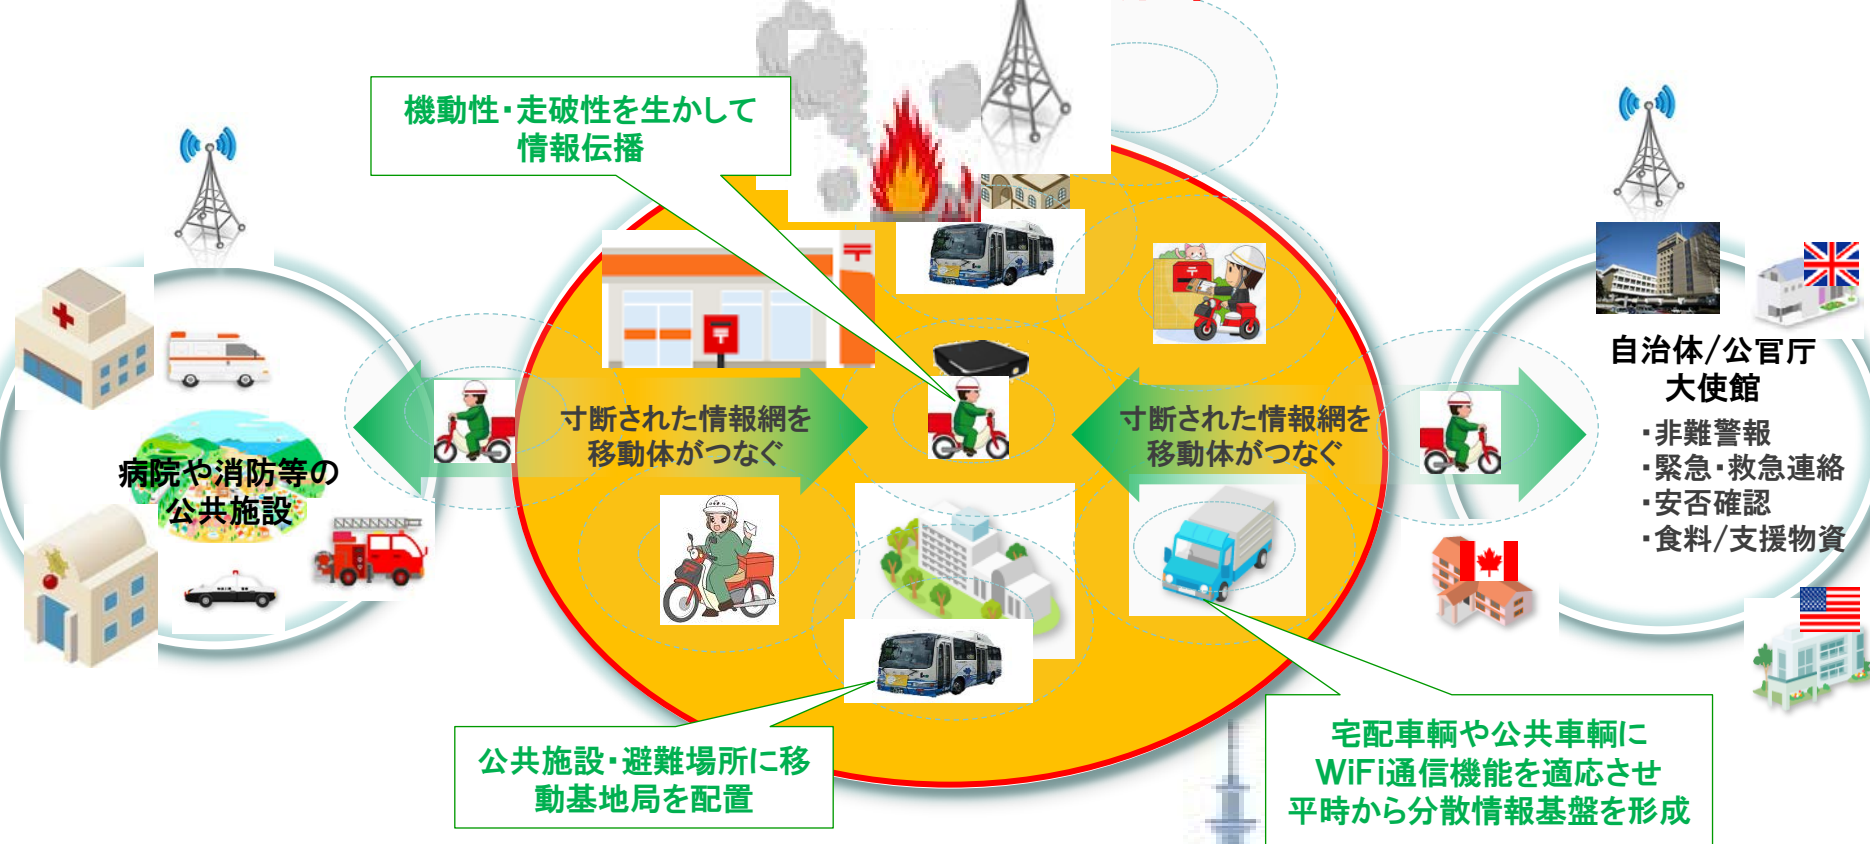 機動性・走破性を生かして
情報伝播
寸断された情報網を
移動体がつなぐ
寸断された情報網を
移動体がつなぐ
病院や消防等の
公共施設
自治体/公官庁
大使館
・非難警報
・緊急・救急連絡
・安否確認
・食料/支援物資
公共施設・避難場所に移
動基地局を配置
宅配車輌や公共車輌に
WiFi通信機能を適応させ
平時から分散情報基盤を形成